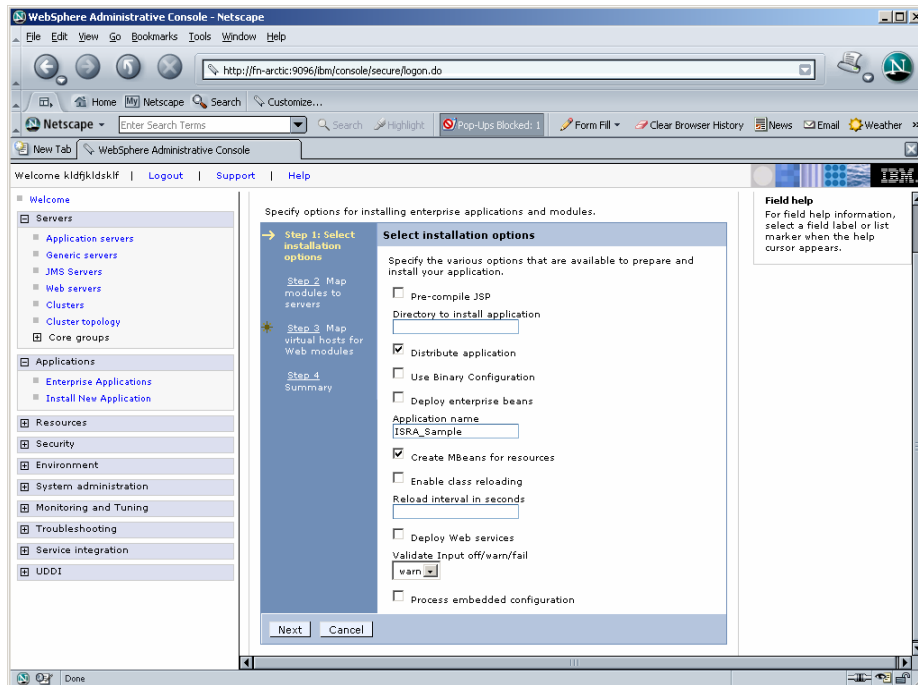 WebSphere Administrative Console - Netscape
File Edit View Go Bookmarks Tools Window Help
http://fn-arctic:9096/ibm/console/secure/logon.do
Home My Netscape Search Customize...
Netscape Enter Search Terms Search Highlight Pop-Ups Blocked: 1 Form Fill Clear Browser History News Email Weather »
New Tab WebSphere Administrative Console
Welcome kldfjkldsklf | Logout | Support | Help IBM.
Welcome
Servers
Application servers
Generic servers
JMS Servers
Web servers
Clusters
Cluster topology
Core groups
Applications
Enterprise Applications
Install New Application
Resources
Security
Environment
System administration
Monitoring and Tuning
Troubleshooting
Service integration
UDDI
Specify options for installing enterprise applications and modules.
Step 1: Select
installation
options
Step 2 Map
modules to
servers
Step 3 Map
virtual hosts for
Web modules
Step 4
Summary
Select installation options
Specify the various options that are available to prepare and
install your application.
Pre-compile JSP
Directory to install application
Distribute application
Use Binary Configuration
Deploy enterprise beans
Application name
ISRA_Sample
Create MBeans for resources
Enable class reloading
Reload interval in seconds
Deploy Web services
Validate Input off/warn/fail
warn
Process embedded configuration
Next Cancel
Field help
For field help information,
select a field label or list
marker when the help
cursor appears.
Done